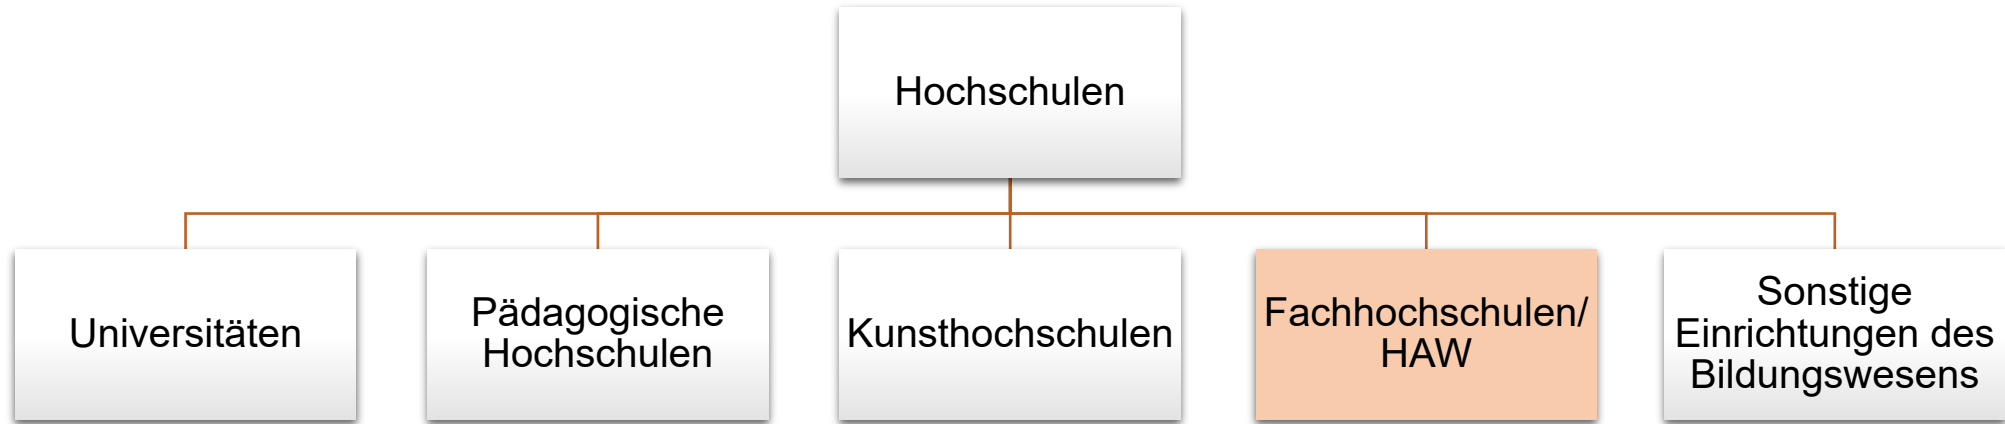 Hochschulen
Universitäten
Pädagogische
Hochschulen
Kunsthochschulen
Fachhochschulen/
HAW
Sonstige
Einrichtungen des
Bildungswesens